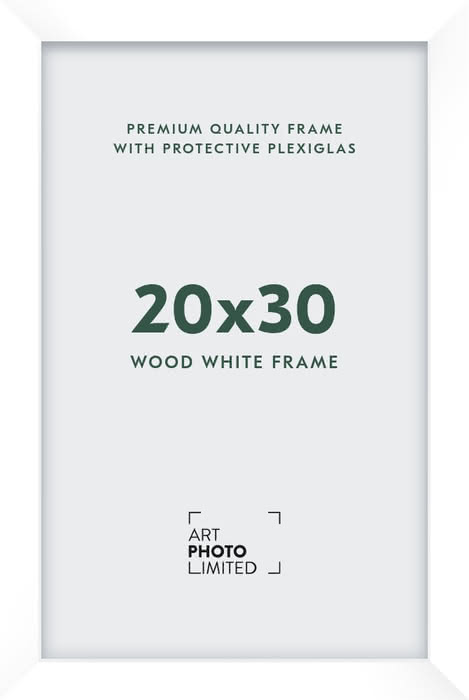 PREMIUM QUALITY FRAME
WITH PROTECTIVE PLEXIGLAS
20x30
WOOD WHITE FRAME
ART
PHOTO
LIMITED